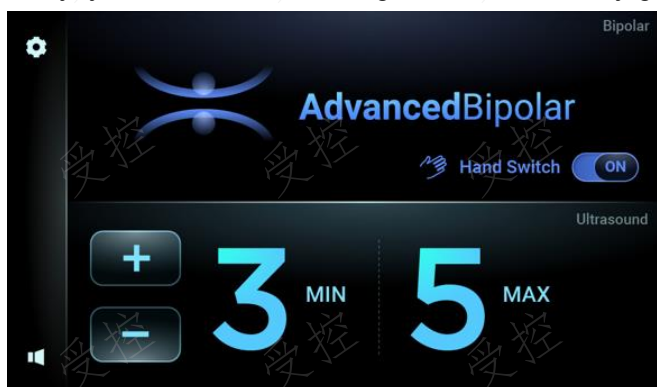 Bipolar
AdvancedBipolar
Hand Switch ON
Ultrasound
+ 3 MIN 5 MAX
−
受控 受控 受控
受控 受控 受控